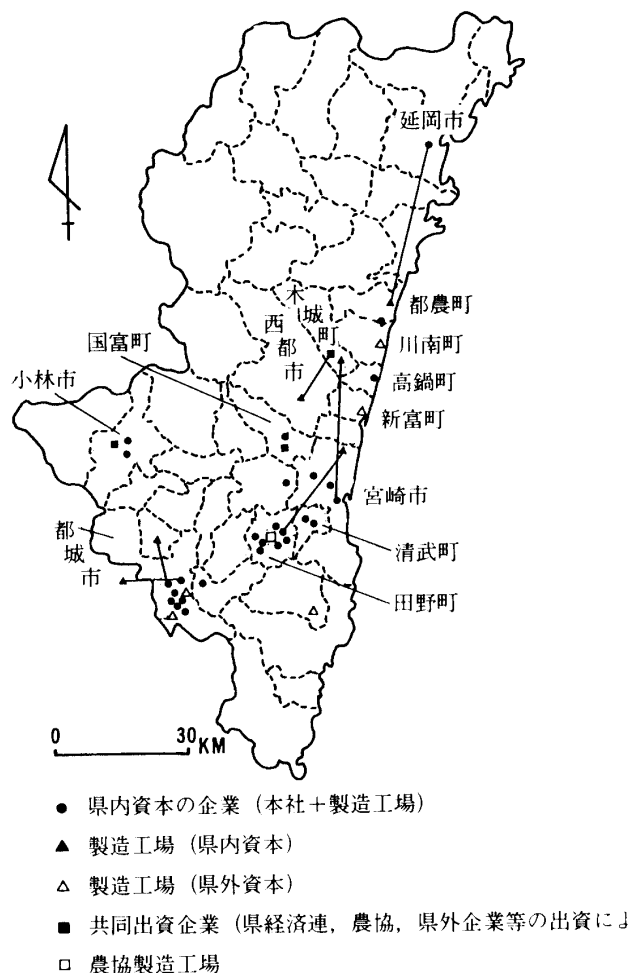 延岡市
都農町
木城町
川南町
西都市
国富町
高鍋町
小林市
新富町
宮崎市
都城市
清武町
田野町
0 30 KM
● 県内資本の企業（本社＋製造工場）
▲ 製造工場（県内資本）
△ 製造工場（県外資本）
■ 共同出資企業（県経済連，農協，県外企業等の出資によ
□ 農協製造工場